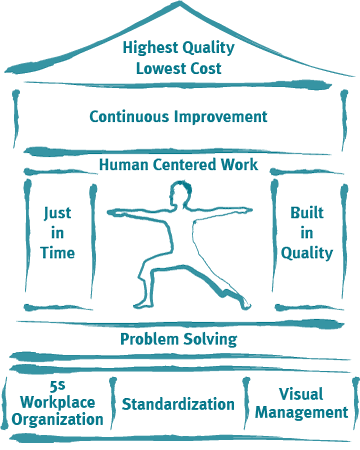 Highest Quality
Lowest Cost
Continuous Improvement
Human Centered Work
Just
in
Time
Built
in
Quality
Problem Solving
5s
Workplace
Organization
Standardization
Visual
Management